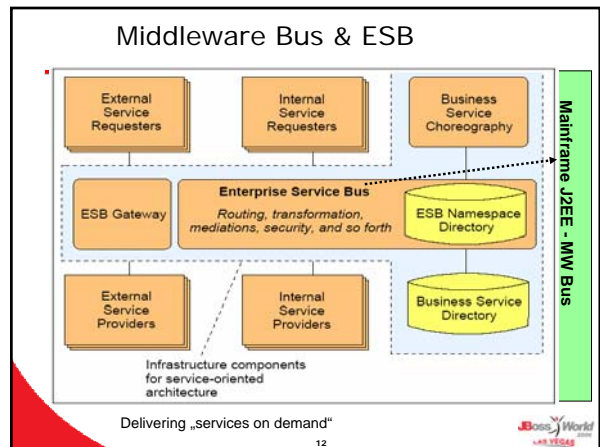 Middleware Bus & ESB
External
Service
Requesters
Internal
Service
Requesters
Business
Service
Choreography
ESB Gateway
Enterprise Service Bus
Routing, transformation,
mediations, security, and so forth
ESB Namespace
Directory
External
Service
Providers
Internal
Service
Providers
Business Service
Directory
Infrastructure components
for service-oriented
architecture
Mainframe J2EE - MW Bus
Delivering „services on demand“
12
JBoss World
LAS VEGAS